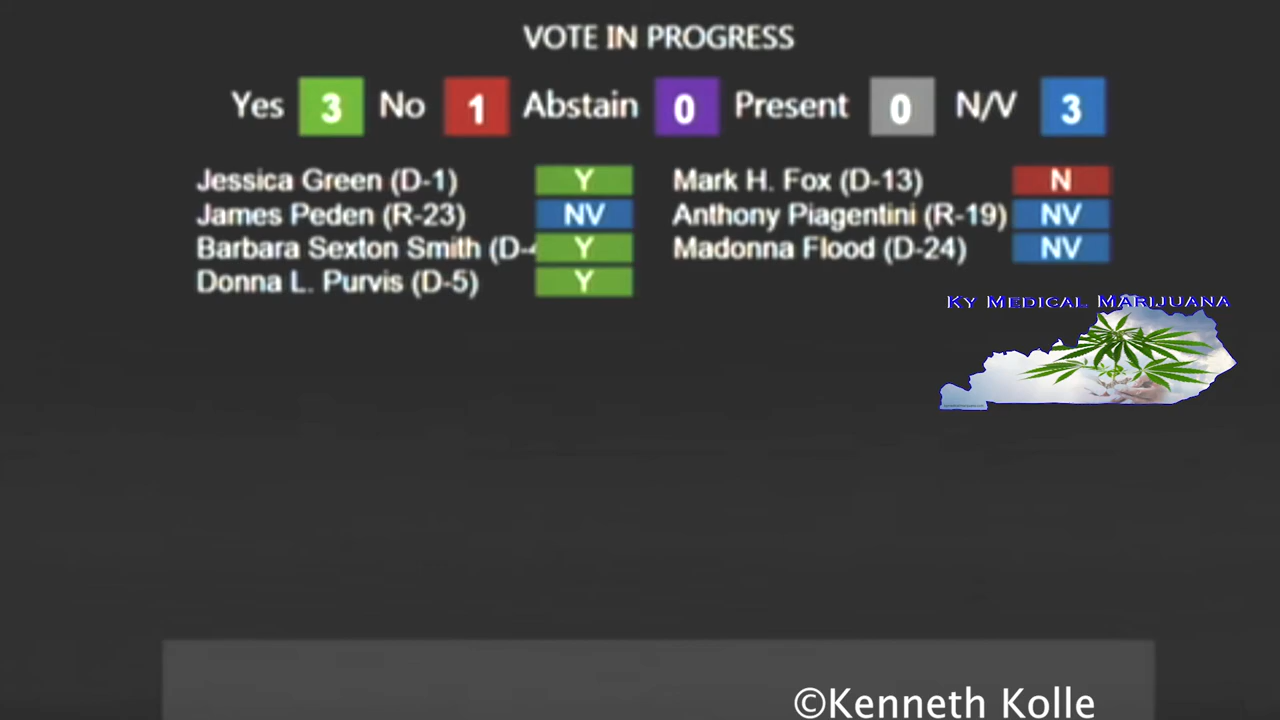 VOTE IN PROGRESS
Yes 3 No 1 Abstain 0 Present 0 N/V 3
Jessica Green (D-1) Y Mark H. Fox (D-13) N
James Peden (R-23) NV Anthony Piagentini (R-19) NV
Barbara Sexton Smith (D-4 Y Madonna Flood (D-24) NV
Donna L. Purvis (D-5) Y
KY MEDICAL MARIJUANA
©Kenneth Kolle